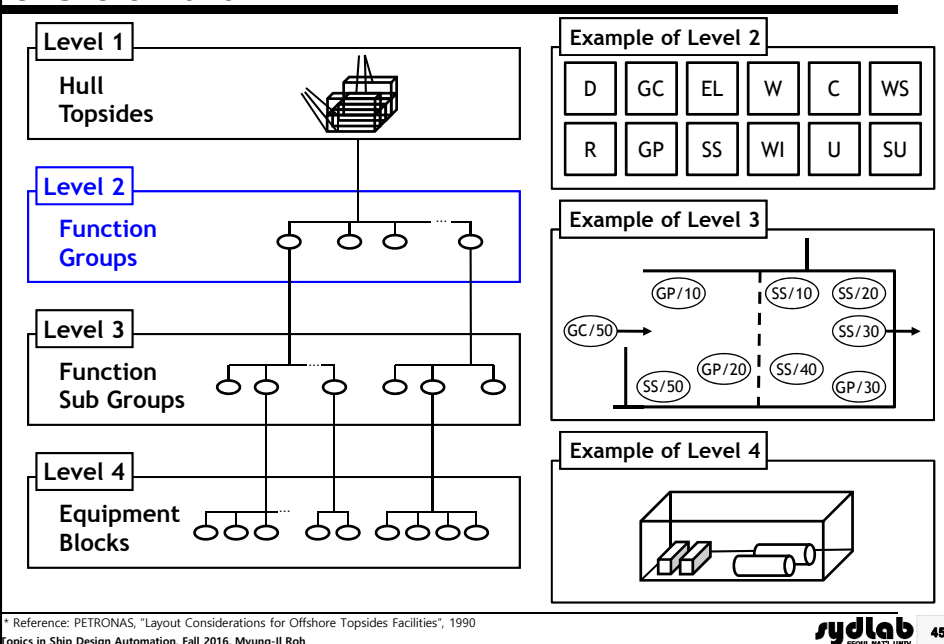 Level 1
Hull
Topsides
Level 2
Function
Groups
...
Level 3
Function
Sub Groups
...
Level 4
Equipment
Blocks
...
Example of Level 2
D GC EL W C WS
R GP SS WI U SU
Example of Level 3
GP/10 SS/10 SS/20
GC/50 SS/30
GP/20 SS/40
SS/50 GP/30
Example of Level 4
* Reference: PETRONAS, "Layout Considerations for Offshore Topsides Facilities", 1990
Topics in Ship Design Automation, Fall 2016, Myung-Il Roh
sydlab
SEOUL NAT'L UNIV.
45